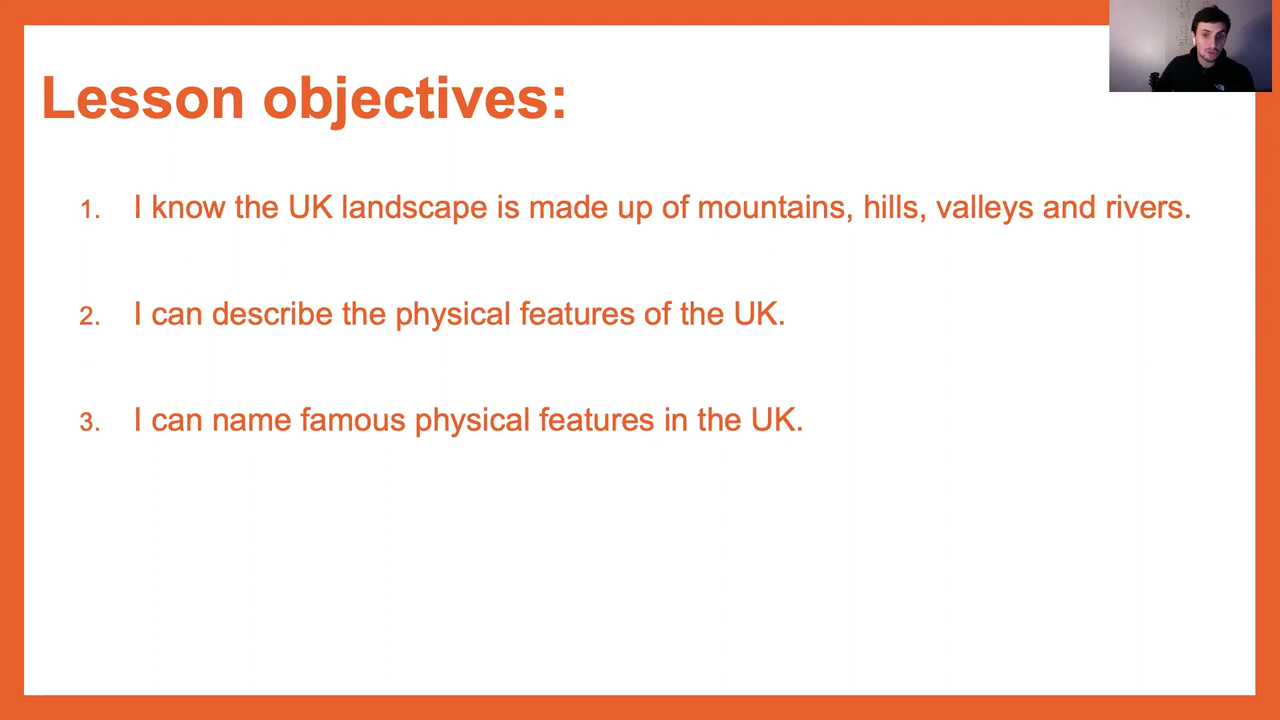 Lesson objectives:
1. I know the UK landscape is made up of mountains, hills, valleys and rivers.
2. I can describe the physical features of the UK.
3. I can name famous physical features in the UK.